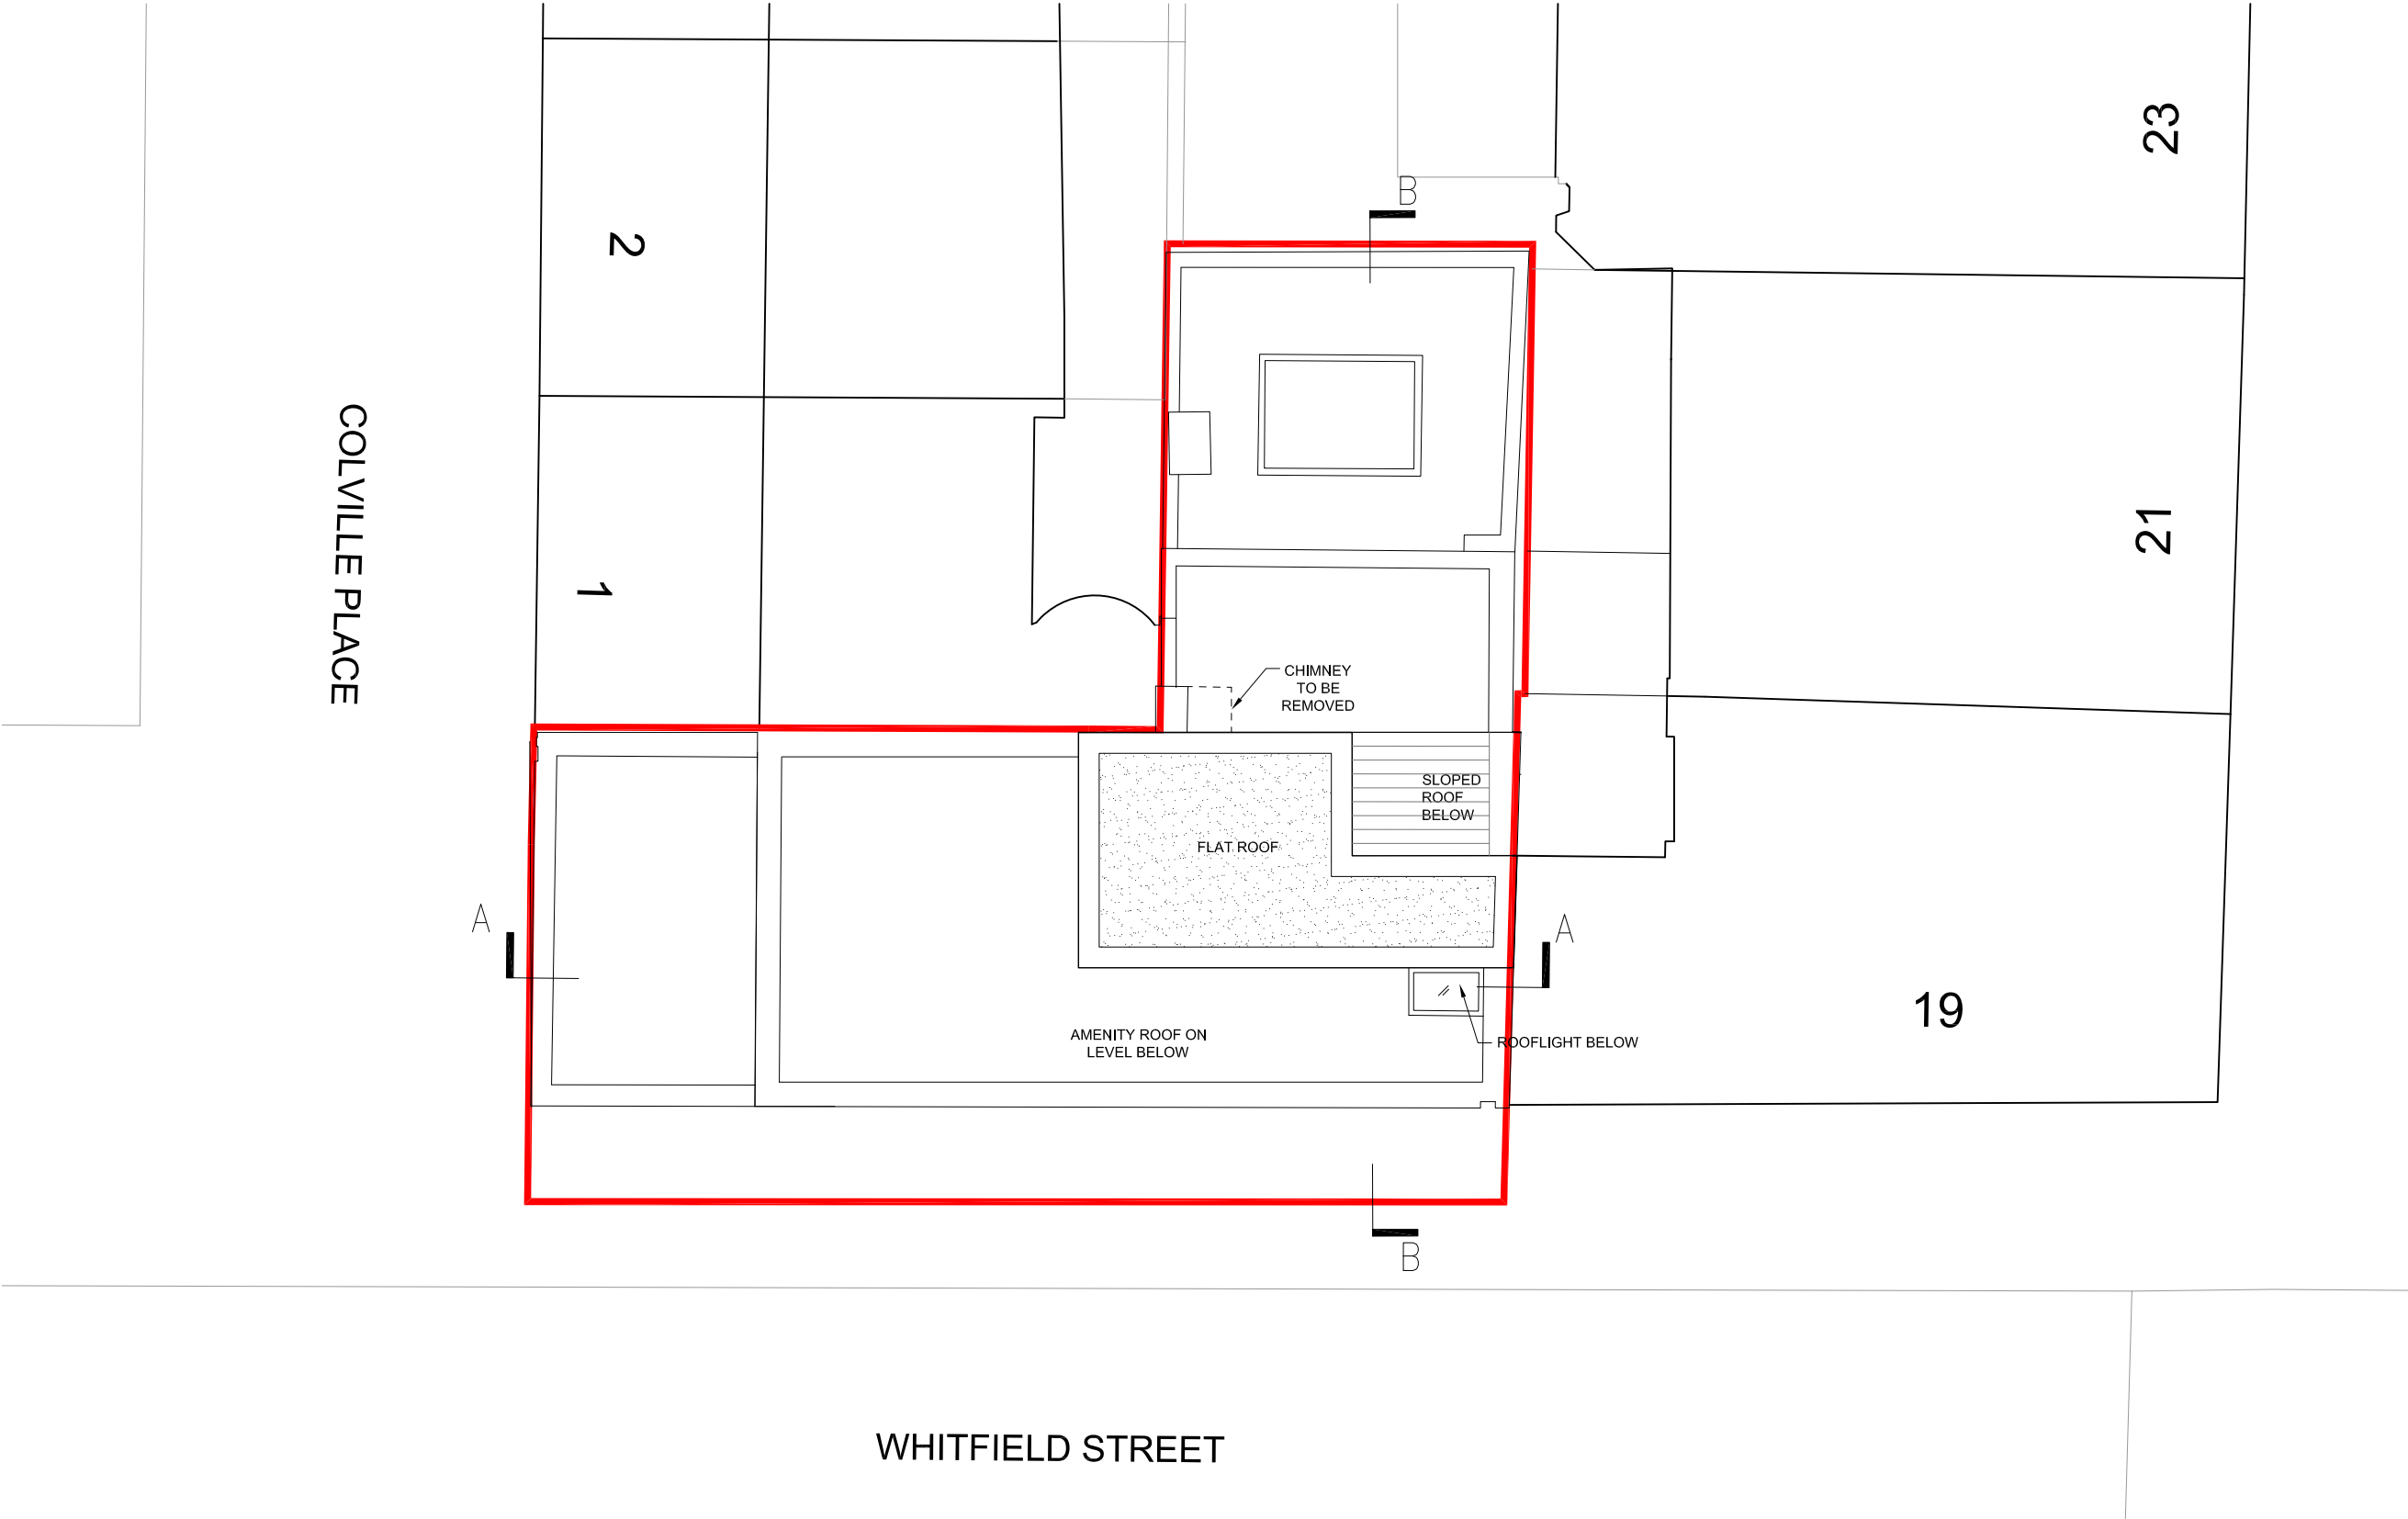 23
B
2
COLVILLE PLACE
21
1
CHIMNEY
TO BE
REMOVED
SLOPED
ROOF
BELOW
FLAT ROOF
A
A
19
AMENITY ROOF ON
LEVEL BELOW
ROOFLIGHT BELOW
B
WHITFIELD STREET